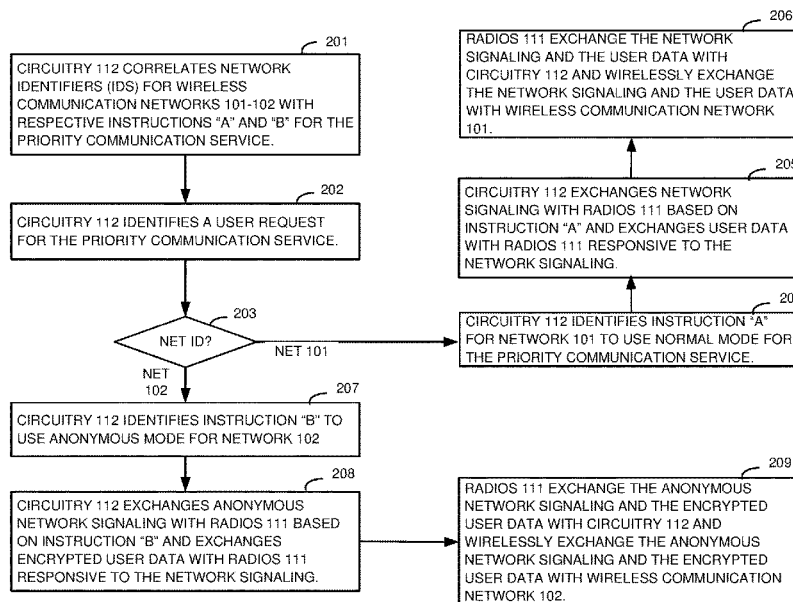 201
CIRCUITRY 112 CORRELATES NETWORK
IDENTIFIERS (IDS) FOR WIRELESS
COMMUNICATION NETWORKS 101-102 WITH
RESPECTIVE INSTRUCTIONS "A" AND "B" FOR THE
PRIORITY COMMUNICATION SERVICE.
202
CIRCUITRY 112 IDENTIFIES A USER REQUEST
FOR THE PRIORITY COMMUNICATION SERVICE.
203
NET ID?
NET 101
NET
102
20
CIRCUITRY 112 IDENTIFIES INSTRUCTION "A"
FOR NETWORK 101 TO USE NORMAL MODE FOR
THE PRIORITY COMMUNICATION SERVICE.
205
CIRCUITRY 112 EXCHANGES NETWORK
SIGNALING WITH RADIOS 111 BASED ON
INSTRUCTION "A" AND EXCHANGES USER DATA
WITH RADIOS 111 RESPONSIVE TO THE
NETWORK SIGNALING.
206
RADIOS 111 EXCHANGE THE NETWORK
SIGNALING AND THE USER DATA WITH
CIRCUITRY 112 AND WIRELESSLY EXCHANGE
THE NETWORK SIGNALING AND THE USER DATA
WITH WIRELESS COMMUNICATION NETWORK
101.
207
CIRCUITRY 112 IDENTIFIES INSTRUCTION "B" TO
USE ANONYMOUS MODE FOR NETWORK 102
208
CIRCUITRY 112 EXCHANGES ANONYMOUS
NETWORK SIGNALING WITH RADIOS 111 BASED
ON INSTRUCTION "B" AND EXCHANGES
ENCRYPTED USER DATA WITH RADIOS 111
RESPONSIVE TO THE NETWORK SIGNALING.
209
RADIOS 111 EXCHANGE THE ANONYMOUS
NETWORK SIGNALING AND THE ENCRYPTED
USER DATA WITH CIRCUITRY 112 AND
WIRELESSLY EXCHANGE THE ANONYMOUS
NETWORK SIGNALING AND THE ENCRYPTED
USER DATA WITH WIRELESS COMMUNICATION
NETWORK 102.